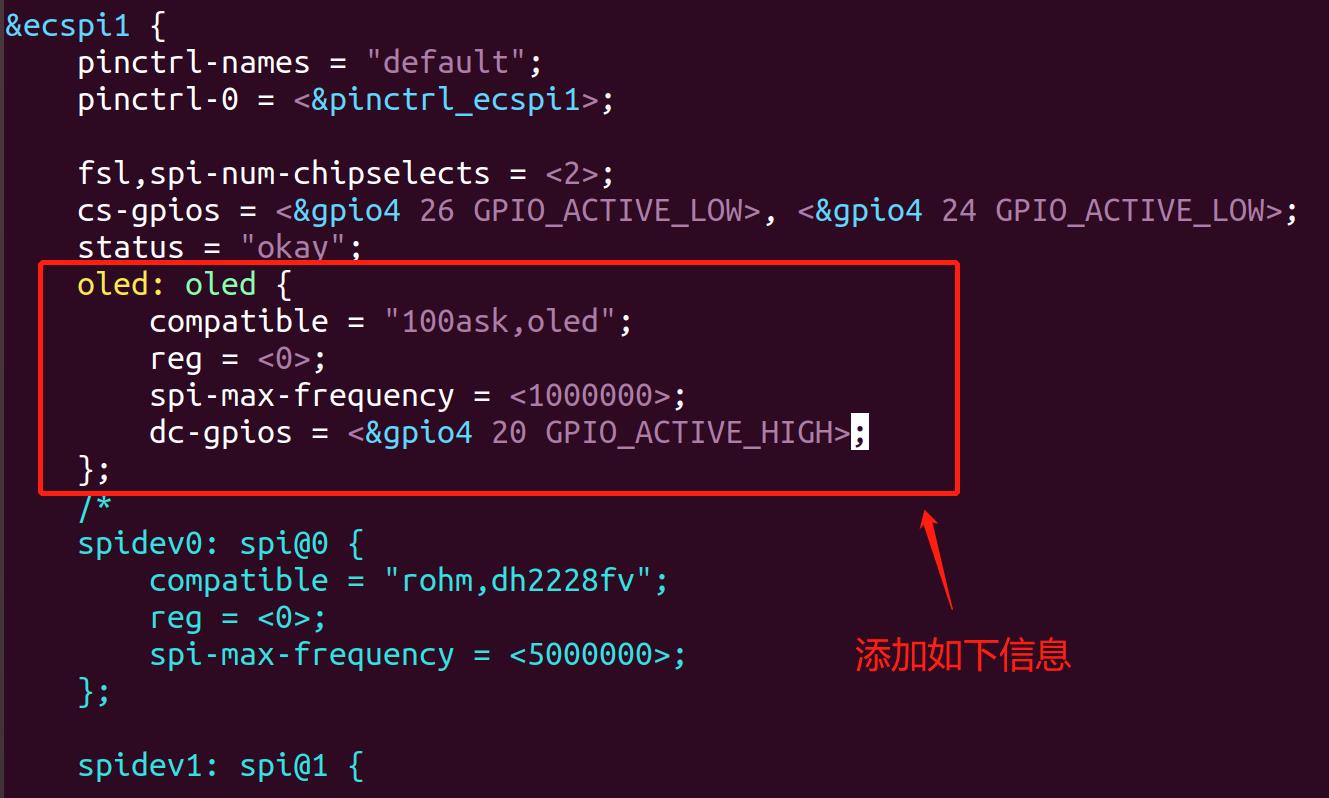 &ecspi1 {
    pinctrl-names = "default";
    pinctrl-0 = <&pinctrl_ecspi1>;

    fsl,spi-num-chipselects = <2>;
    cs-gpios = <&gpio4 26 GPIO_ACTIVE_LOW>, <&gpio4 24 GPIO_ACTIVE_LOW>;
    status = "okay";
    oled: oled {
        compatible = "100ask,oled";
        reg = <0>;
        spi-max-frequency = <1000000>;
        dc-gpios = <&gpio4 20 GPIO_ACTIVE_HIGH>;
    };
    /*
    spidev0: spi@0 {
        compatible = "rohm,dh2228fv";
        reg = <0>;
        spi-max-frequency = <5000000>;
    };
添加如下信息

    spidev1: spi@1 {